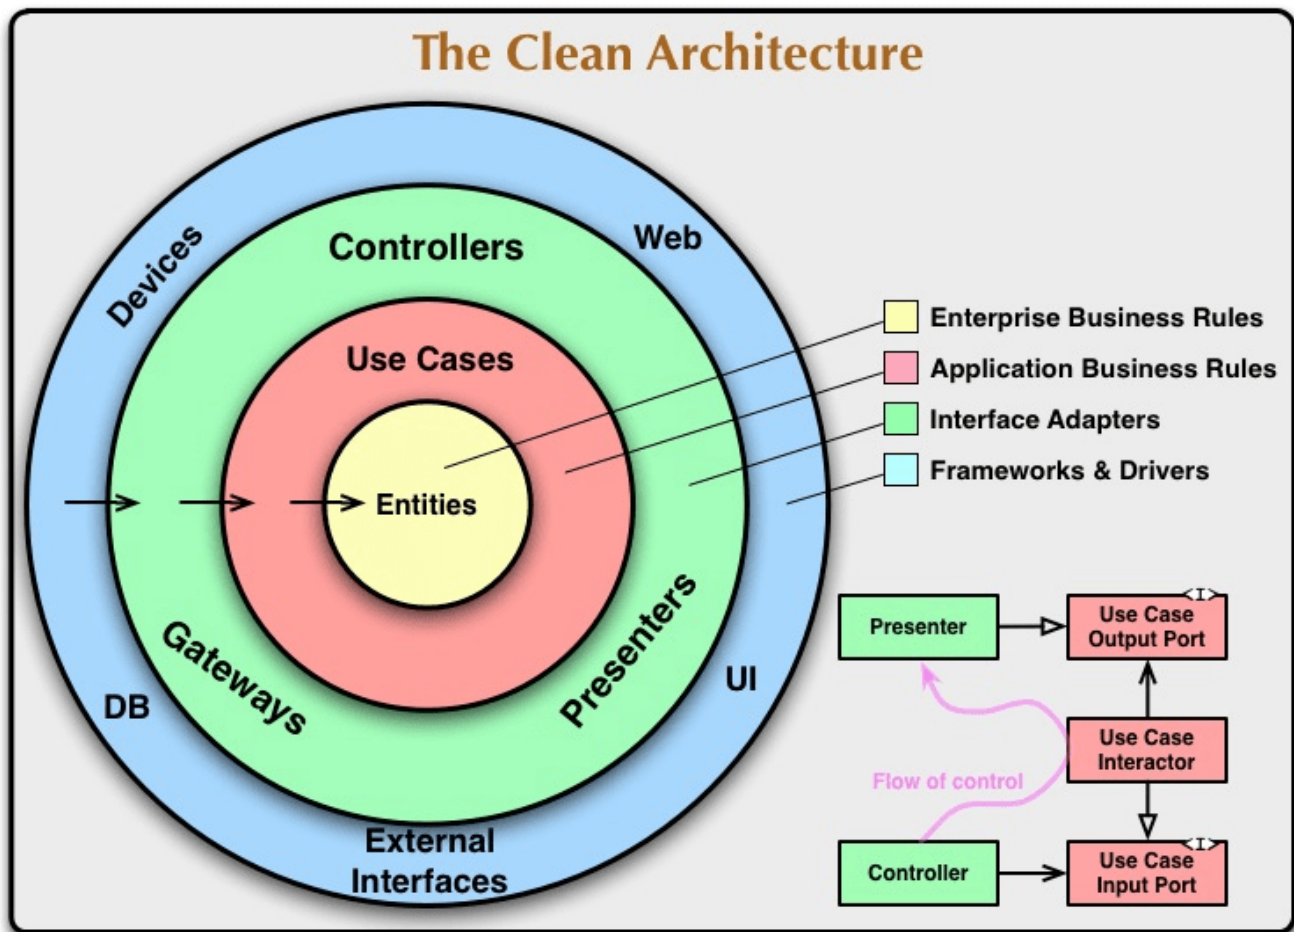 The Clean Architecture
Devices
Controllers
Web
Use Cases
Entities
Gateways
Presenters
DB
UI
External
Interfaces
Enterprise Business Rules
Application Business Rules
Interface Adapters
Frameworks & Drivers
Presenter
<I>
Use Case
Output Port
Use Case
Interactor
Flow of control
Controller
<I>
Use Case
Input Port